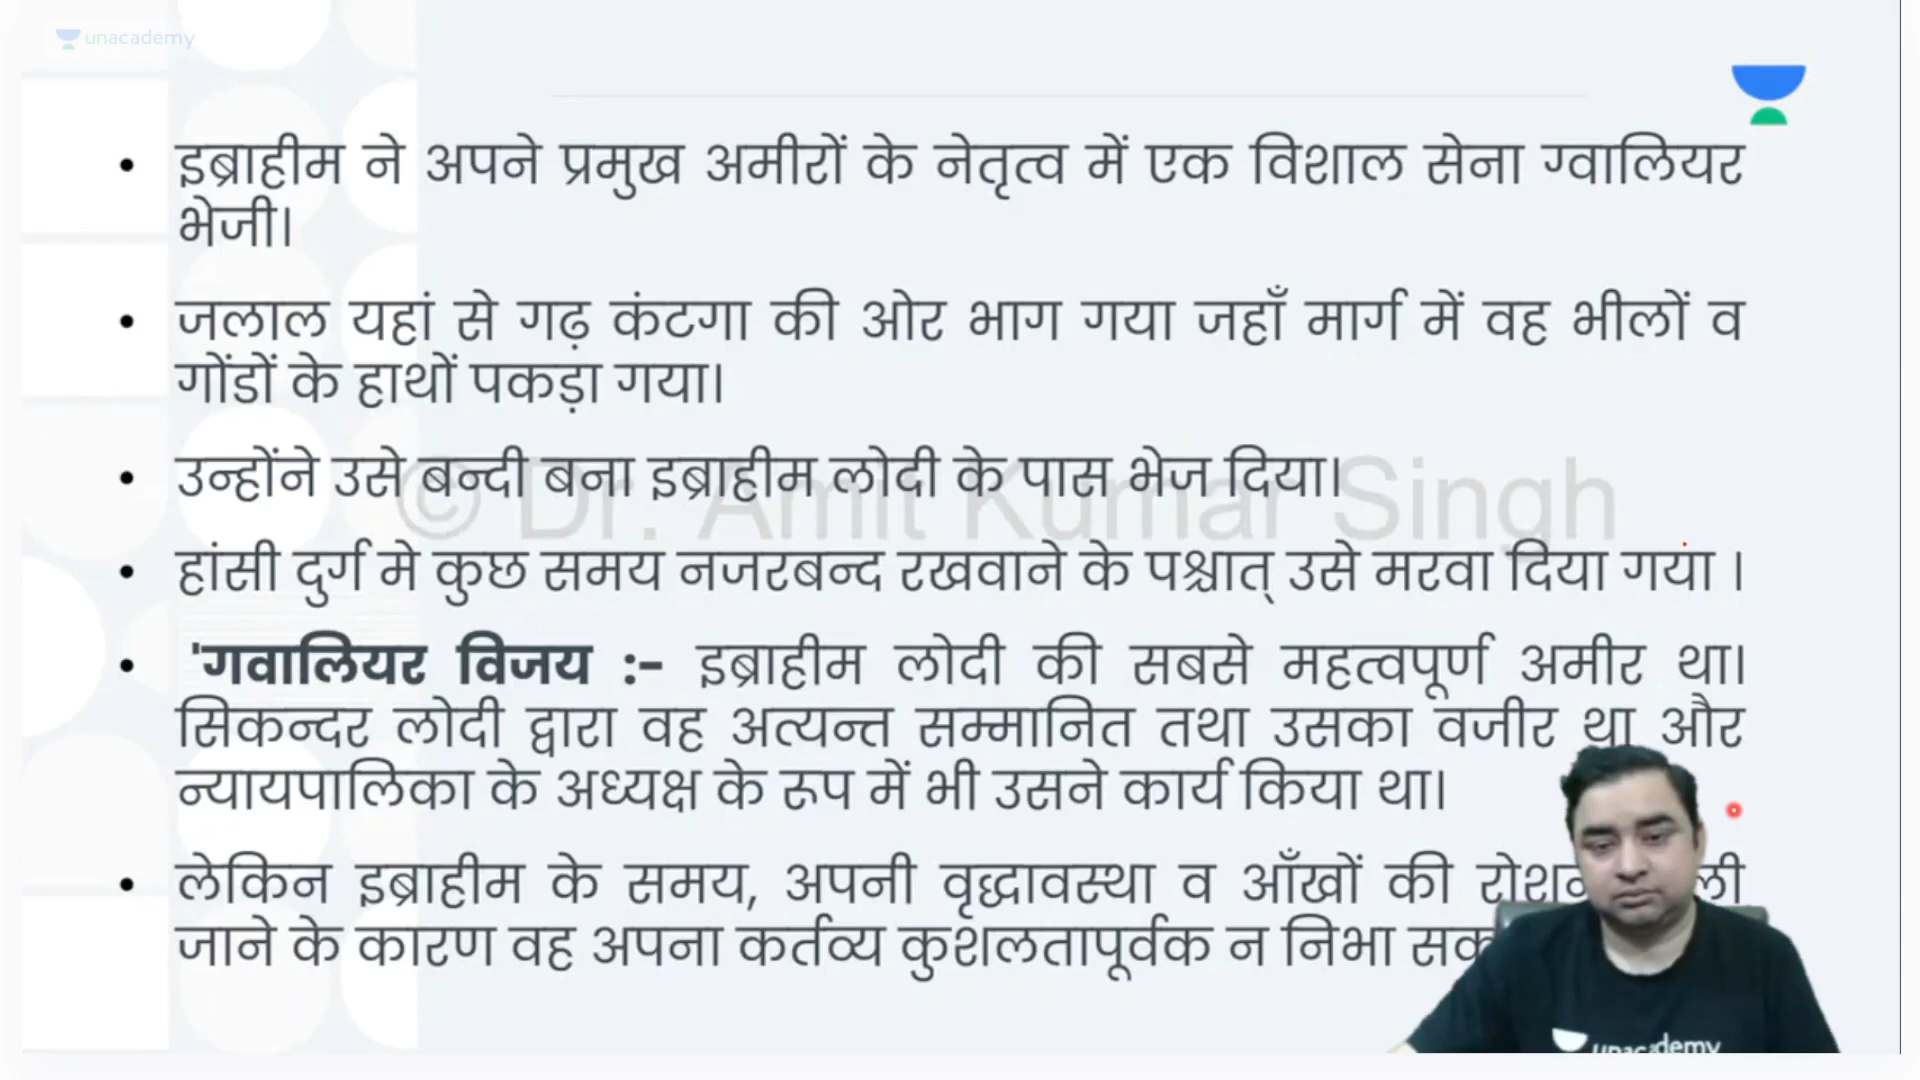 unacademy
• इब्राहीम ने अपने प्रमुख अमीरों के नेतृत्व में एक विशाल सेना ग्वालियर
भेजी।
• जलाल यहां से गढ़ कंटगा की ओर भाग गया जहाँ मार्ग में वह भीलों व
गोंडों के हाथों पकड़ा गया।
• उन्होंने उसे बन्दी बना इब्राहीम लोदी के पास भेज दिया।
© Dr. Amit Kumar Singh
• हांसी दुर्ग मे कुछ समय नजरबन्द रखवाने के पश्चात् उसे मरवा दिया गया ।
• 'गवालियर विजय :- इब्राहीम लोदी की सबसे महत्वपूर्ण अमीर था।
सिकन्दर लोदी द्वारा वह अत्यन्त सम्मानित तथा उसका वजीर था और
न्यायपालिका के अध्यक्ष के रूप में भी उसने कार्य किया था।
• लेकिन इब्राहीम के समय, अपनी वृद्धावस्था व आँखों की
जाने के कारण वह अपना कर्तव्य कुशलतापूर्वक न निभा
unacademy